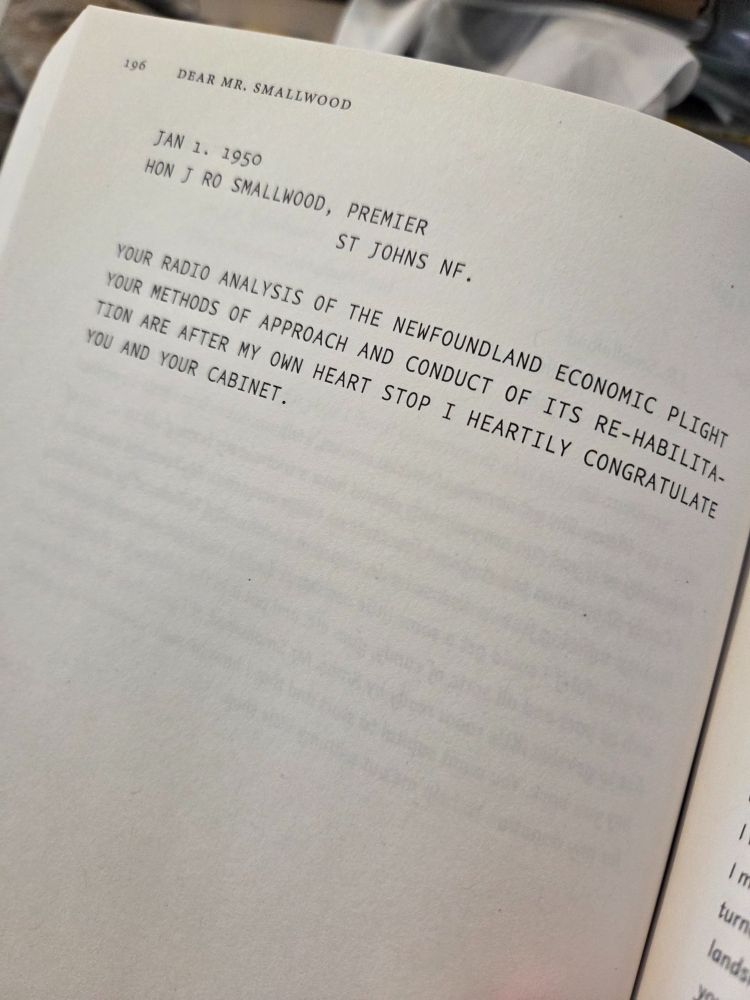 196 DEAR MR. SMALLWOOD
JAN 1. 1950
HON J RO SMALLWOOD, PREMIER
ST JOHNS NF.
YOUR RADIO ANALYSIS OF THE NEWFOUNDLAND ECONOMIC PLIGHT
YOUR METHODS OF APPROACH AND CONDUCT OF ITS RE-HABILITA-
TION ARE AFTER MY OWN HEART STOP I HEARTILY CONGRATULATE
YOU AND YOUR CABINET.